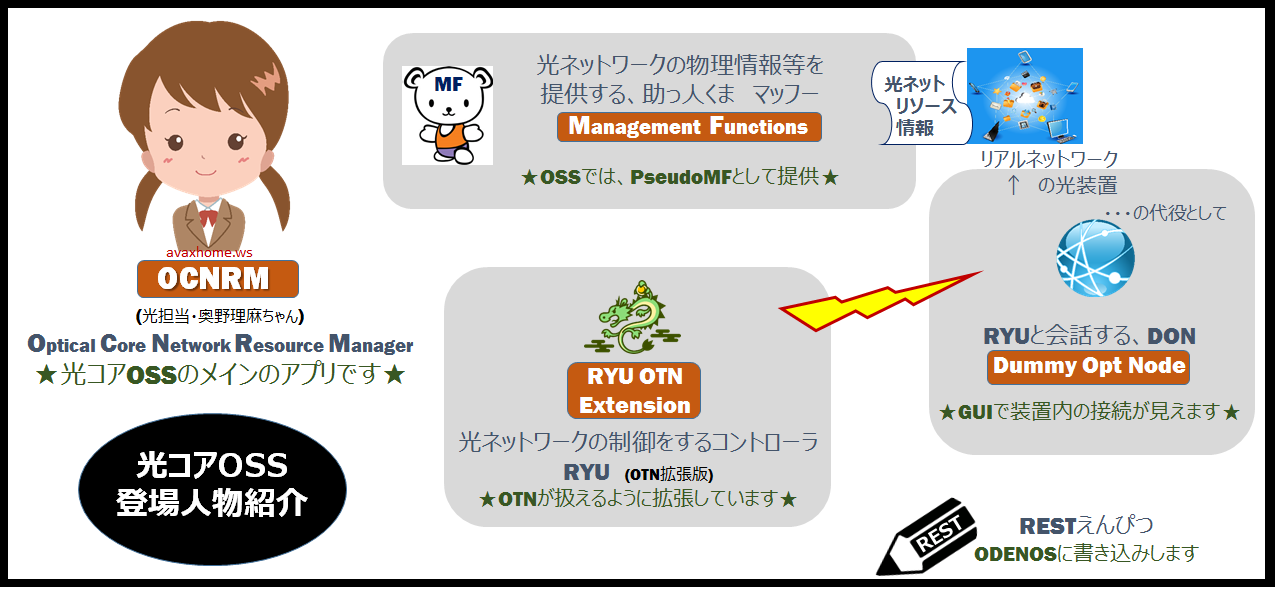 avaxhome.ws
OCNRM
(光担当・奥野理麻ちゃん)
Optical Core Network Resource Manager
★光コアOSSのメインのアプリです★
光コアOSS
登場人物紹介
MF
光ネットワークの物理情報等を
提供する、助っ人くま　マッフー
Management Functions
★OSSでは、PseudoMFとして提供★
光ネット
リソース
情報
リアルネットワーク
↑　の光装置
・・・の代役として
RYUと会話する、DON
Dummy Opt Node
★GUIで装置内の接続が見えます★
RYU OTN
Extension
光ネットワークの制御をするコントローラ
RYU (OTN拡張版)
★OTNが扱えるように拡張しています★
REST
RESTえんぴつ
ODENOSに書き込みします